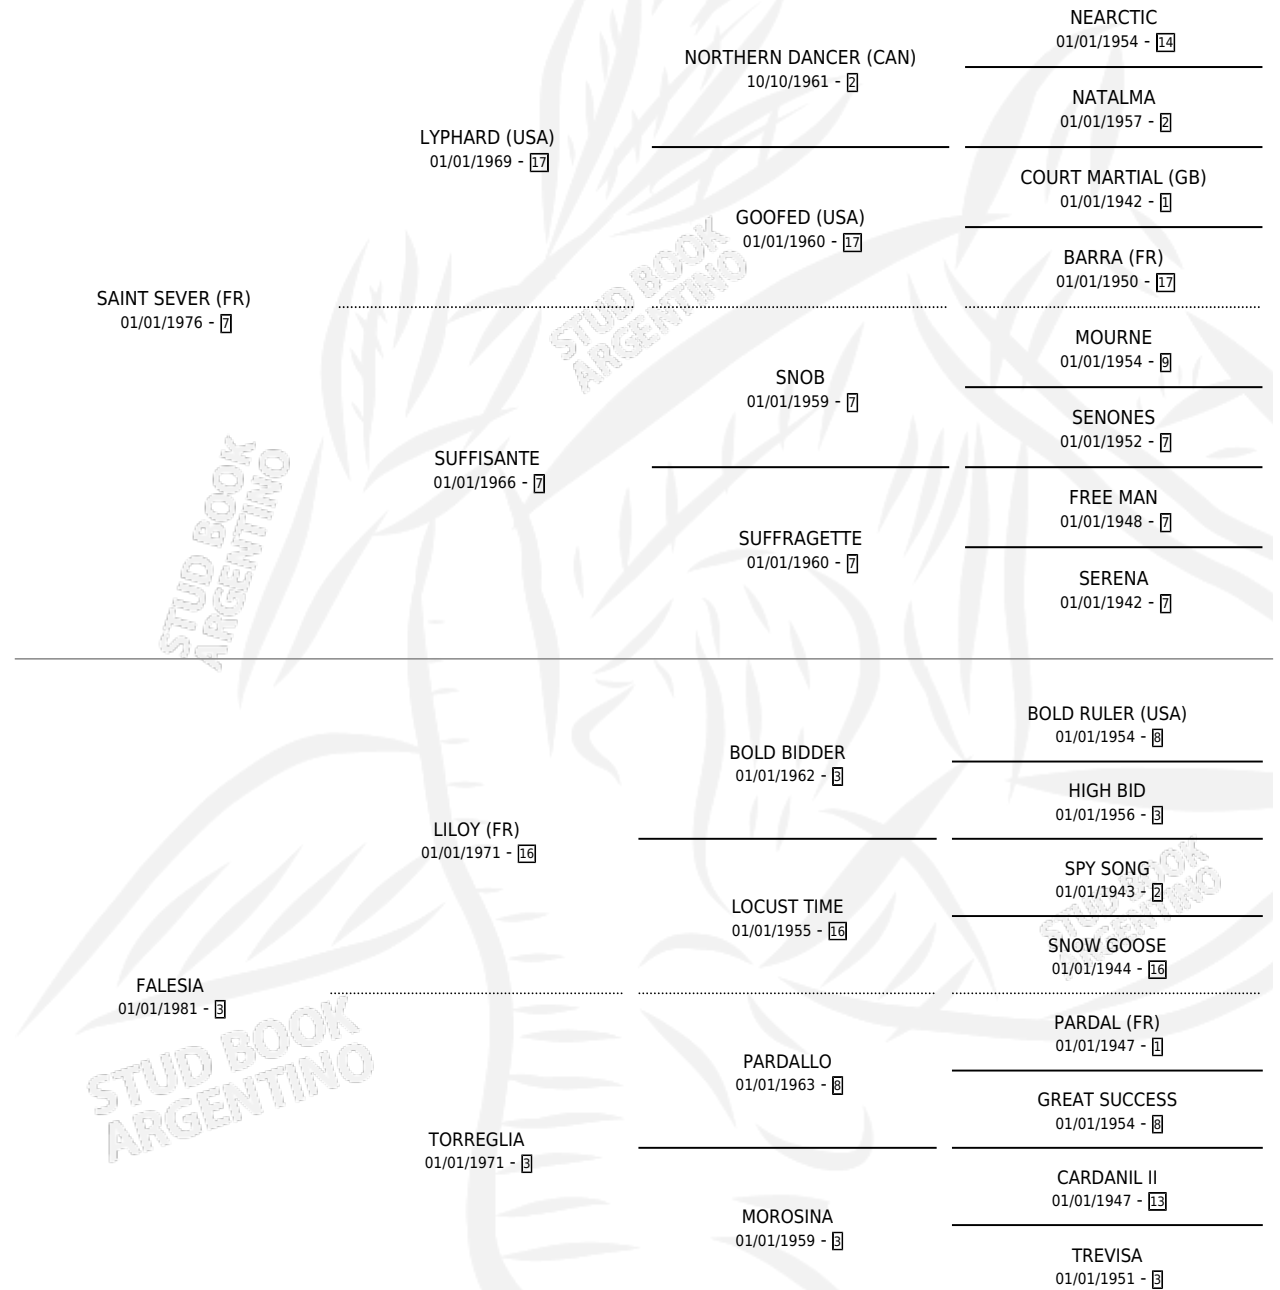 NEARCTIC
01/01/1954 - 14
NORTHERN DANCER (CAN)
10/10/1961 - 2
NATALMA
01/01/1957 - 2
LYPHARD (USA)
01/01/1969 - 17
COURT MARTIAL (GB)
01/01/1942 - 1
GOOFED (USA)
01/01/1960 - 17
BARRA (FR)
01/01/1950 - 17
SAINT SEVER (FR)
01/01/1976 - 7
STUD BOOK
ARGENTINO
MOURNE
01/01/1954 - 9
SNOB
01/01/1959 - 7
SENONES
01/01/1952 - 7
SUFFISANTE
01/01/1966 - 7
STUD BOOK
ARGENTINO
FREE MAN
01/01/1948 - 7
SUFFRAGETTE
01/01/1960 - 7
SERENA
01/01/1942 - 7
BOLD RULER (USA)
01/01/1954 - 8
BOLD BIDDER
01/01/1962 - 3
HIGH BID
01/01/1956 - 3
LILOY (FR)
01/01/1971 - 16
SPY SONG
01/01/1943 - 2
STUD BOOK
ARGENTINO
LOCUST TIME
01/01/1955 - 16
SNOW GOOSE
01/01/1944 - 16
FALESIA
01/01/1981 - 3
STUD BOOK
ARGENTINO
PARDAL (FR)
01/01/1947 - 1
PARDALLO
01/01/1963 - 8
GREAT SUCCESS
01/01/1954 - 8
TORREGLIA
01/01/1971 - 3
CARDANIL II
01/01/1947 - 13
MOROSINA
01/01/1959 - 3
TREVISA
01/01/1951 - 3